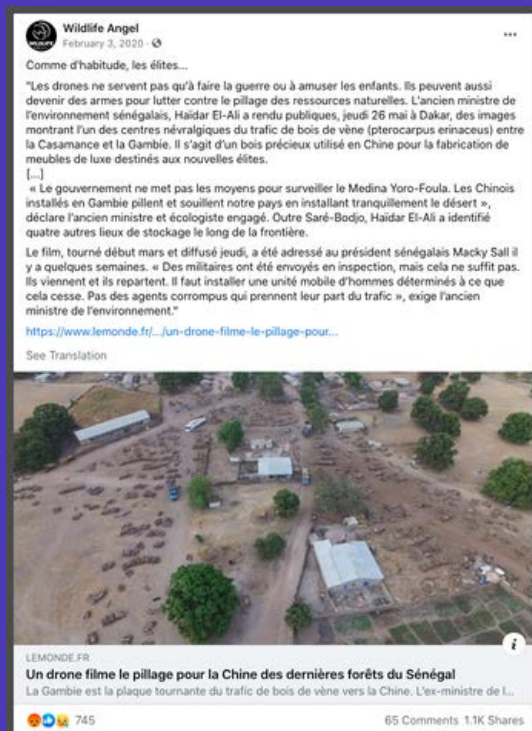 Wildlife Angel
February 3, 2020 ·
Comme d'habitude, les élites...
"Les drones ne servent pas qu'à faire la guerre ou à amuser les enfants. Ils peuvent aussi
devenir des armes pour lutter contre le pillage des ressources naturelles. L'ancien ministre de
l'environnement sénégalais, Haïdar El-Ali a rendu publiques, jeudi 26 mai à Dakar, des images
montrant l'un des centres névralgiques du trafic de bois de vène (pterocarpus erinaceus) entre
la Casamance et la Gambie. Il s'agit d'un bois précieux utilisé en Chine pour la fabrication de
meubles de luxe destinés aux nouvelles élites.
[...]
« Le gouvernement ne met pas les moyens pour surveiller le Medina Yoro-Foula. Les Chinois
installés en Gambie pillent et souillent notre pays en installant tranquillement le désert »,
déclare l'ancien ministre et écologiste engagé. Outre Saré-Bodjo, Haïdar El-Ali a identifié
quatre autres lieux de stockage le long de la frontière.
Le film, tourné début mars et diffusé jeudi, a été adressé au président sénégalais Macky Sall il
y a quelques semaines. « Des militaires ont été envoyés en inspection, mais cela ne suffit pas.
Ils viennent et ils repartent. Il faut installer une unité mobile d'hommes déterminés à ce que
cela cesse. Pas des agents corrompus qui prennent leur part du trafic », exige l'ancien
ministre de l'environnement."
https://www.lemonde.fr/.../un-drone-filme-le-pillage-pour...
See Translation
LEMONDE.FR
Un drone filme le pillage pour la Chine des dernières forêts du Sénégal
La Gambie est la plaque tournante du trafic de bois de vène vers la Chine. L'ex-ministre de l...
745
65 Comments 1.1K Shares